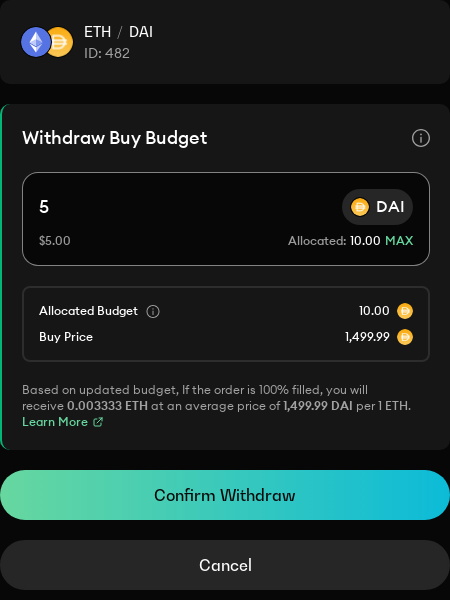 ETH / DAI
ID: 482
Withdraw Buy Budget
5
DAI
$5.00
Allocated: 10.00 MAX
Allocated Budget
10.00
Buy Price
1,499.99
Based on updated budget, If the order is 100% filled, you will
receive 0.003333 ETH at an average price of 1,499.99 DAI per 1 ETH.
Learn More
Confirm Withdraw
Cancel